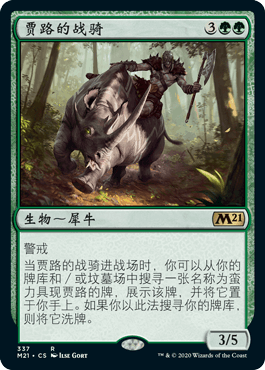 贾路的战骑 3
M21
生物～犀牛
警戒
当贾路的战骑进战场时，你可以从你的
牌库和／或坟墓场中搜寻一张名称为蛮
力具现贾路的牌，展示该牌，并将它置
于你手上。如果你以此法搜寻你的牌库，
则将它洗牌。
3/5
337 R
M21 • CS ILSE GORT
™ & © 2020 Wizards of the Coast